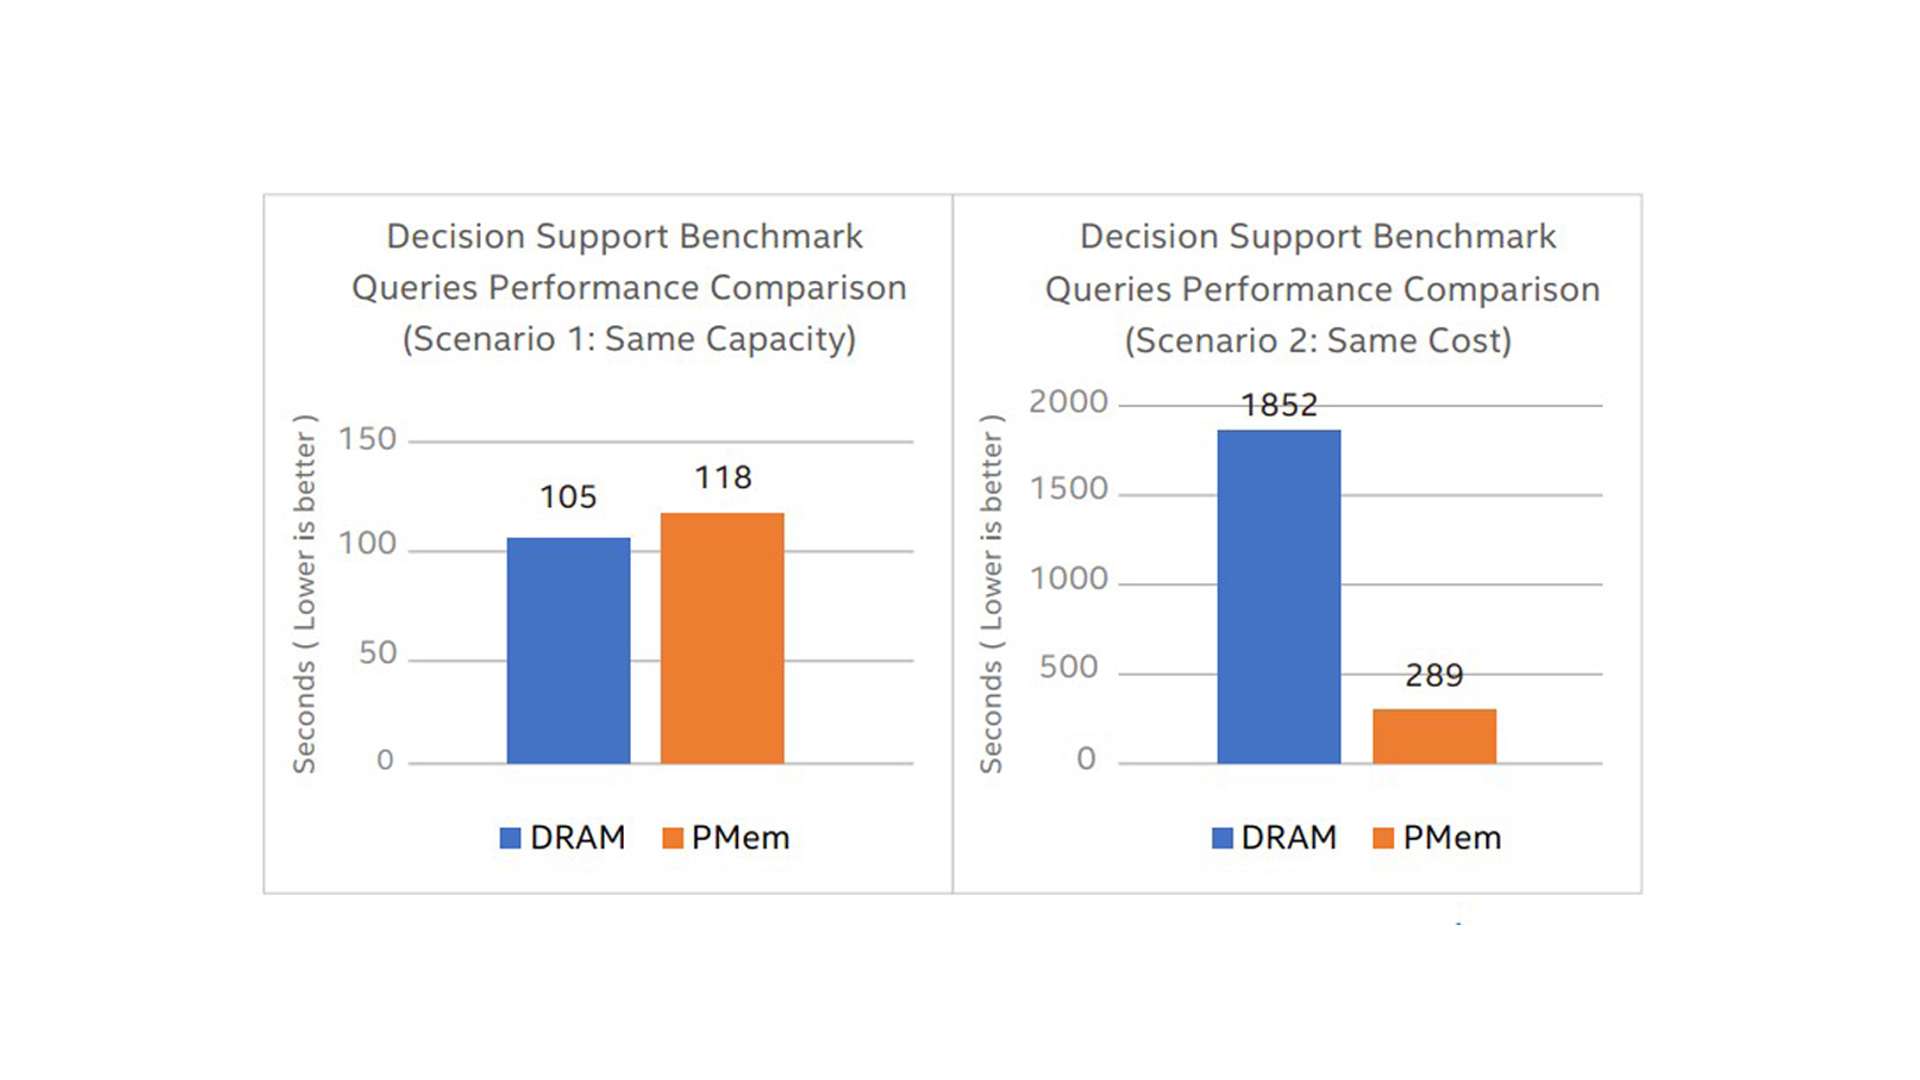 Decision Support Benchmark
Queries Performance Comparison
(Scenario 1: Same Capacity)
Seconds ( Lower is better )
150
100
50
0
105
118
DRAM PMem
Decision Support Benchmark
Queries Performance Comparison
(Scenario 2: Same Cost)
Seconds ( Lower is better )
2000
1500
1000
500
0
1852
289
DRAM PMem